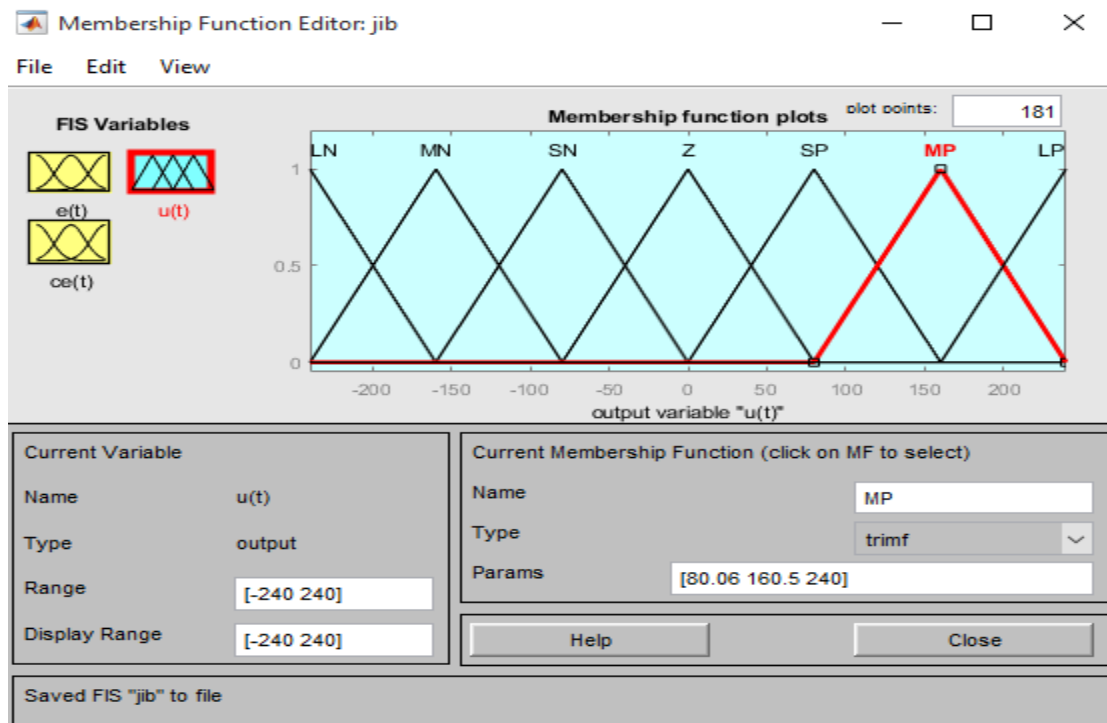 Membership Function Editor: jib
File Edit View
FIS Variables
e(t)
u(t)
ce(t)
Membership function plots
plot points:
181
LN MN SN Z SP MP LP
1
0.5
0
-200 -150 -100 -50 0 50 100 150 200
output variable "u(t)"
Current Variable
Name u(t)
Type output
Range [-240 240]
Display Range [-240 240]
Current Membership Function (click on MF to select)
Name MP
Type trimf
Params [80.06 160.5 240]
Help Close
Saved FIS "jib" to file